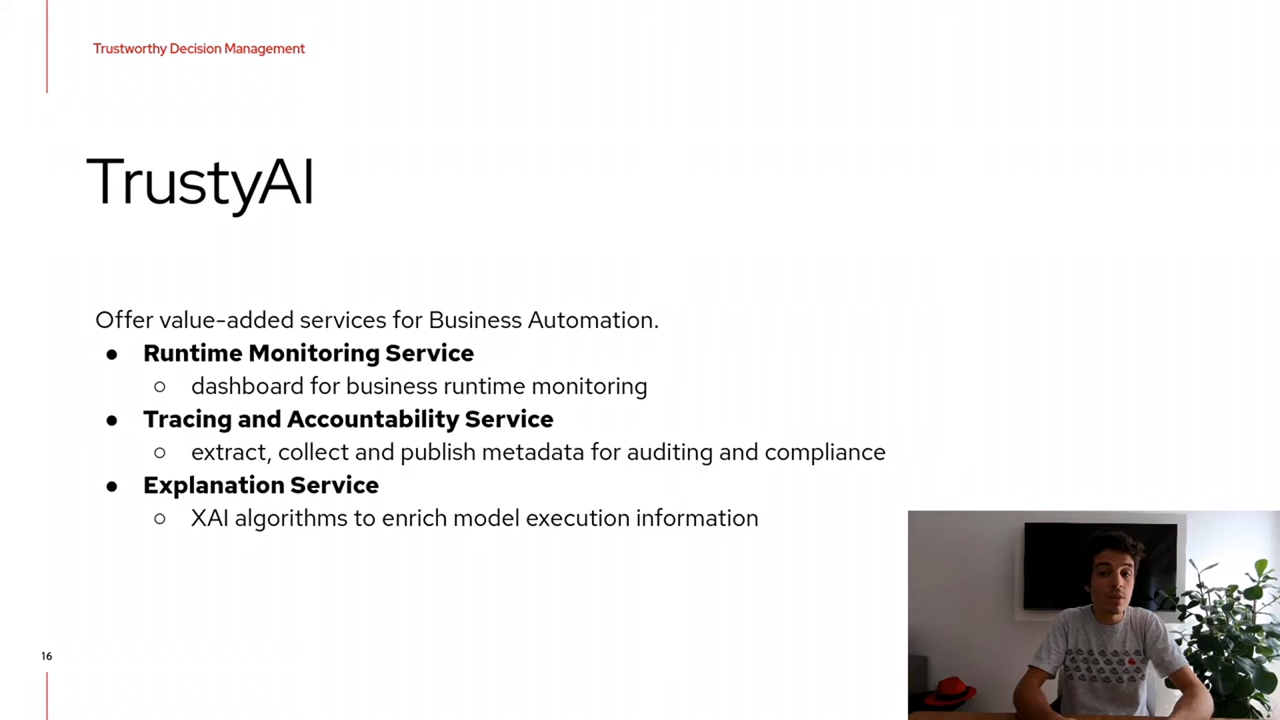 Trustworthy Decision Management
TrustyAI
Offer value-added services for Business Automation.
● Runtime Monitoring Service
○ dashboard for business runtime monitoring
● Tracing and Accountability Service
○ extract, collect and publish metadata for auditing and compliance
● Explanation Service
○ XAI algorithms to enrich model execution information
16